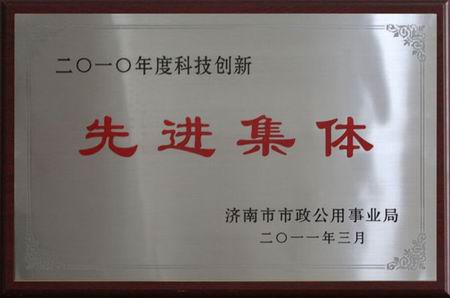 二〇一〇年度科技创新
先进集体
济南市市政公用事业局
二〇一一年三月